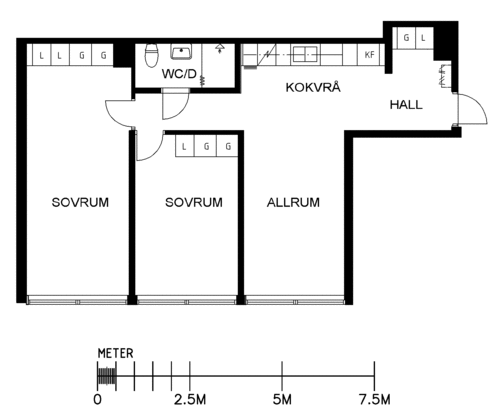 G L
L L G G
KF
WC/D
KOKVRÅ
HALL
L G G
SOVRUM SOVRUM ALLRUM
METER
0 2.5M 5M 7.5M